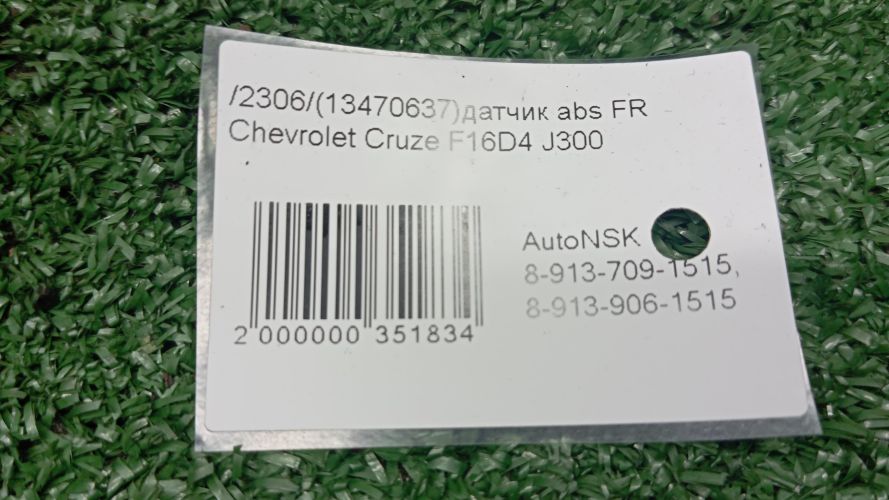 /2306/(13470637)датчик abs FR
Chevrolet Cruze F16D4 J300
AutoNSK
8-913-709-1515,
8-913-906-1515
2 000000 351834